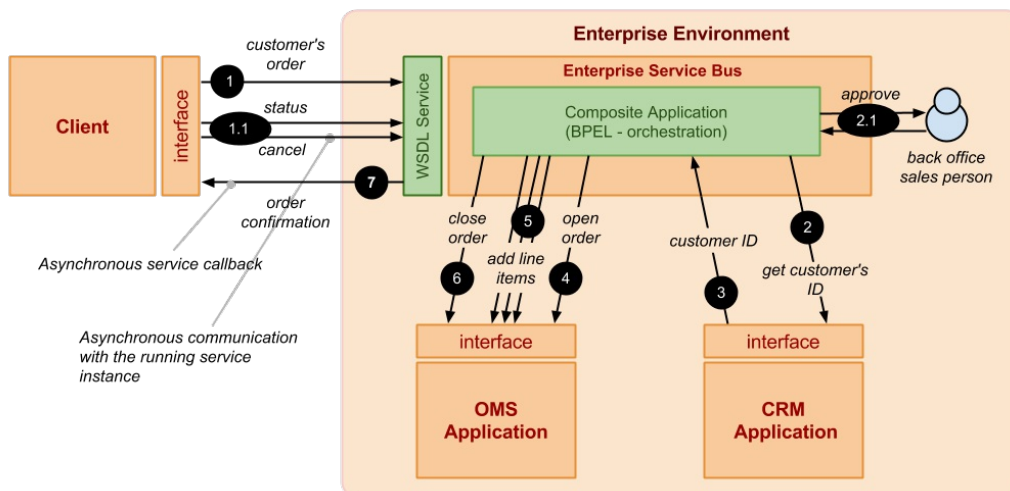 Enterprise Environment
customer's
order
1
Client
interface
status
1.1
cancel
WSDL Service
Enterprise Service Bus
Composite Application
(BPEL - orchestration)
approve
2.1
back office
sales person
7
order
confirmation
Asynchronous service callback
Asynchronous communication
with the running service
instance
close
order
6
5
add line
items
open
order
4
customer ID
3
2
get customer's
ID
interface
OMS
Application
interface
CRM
Application